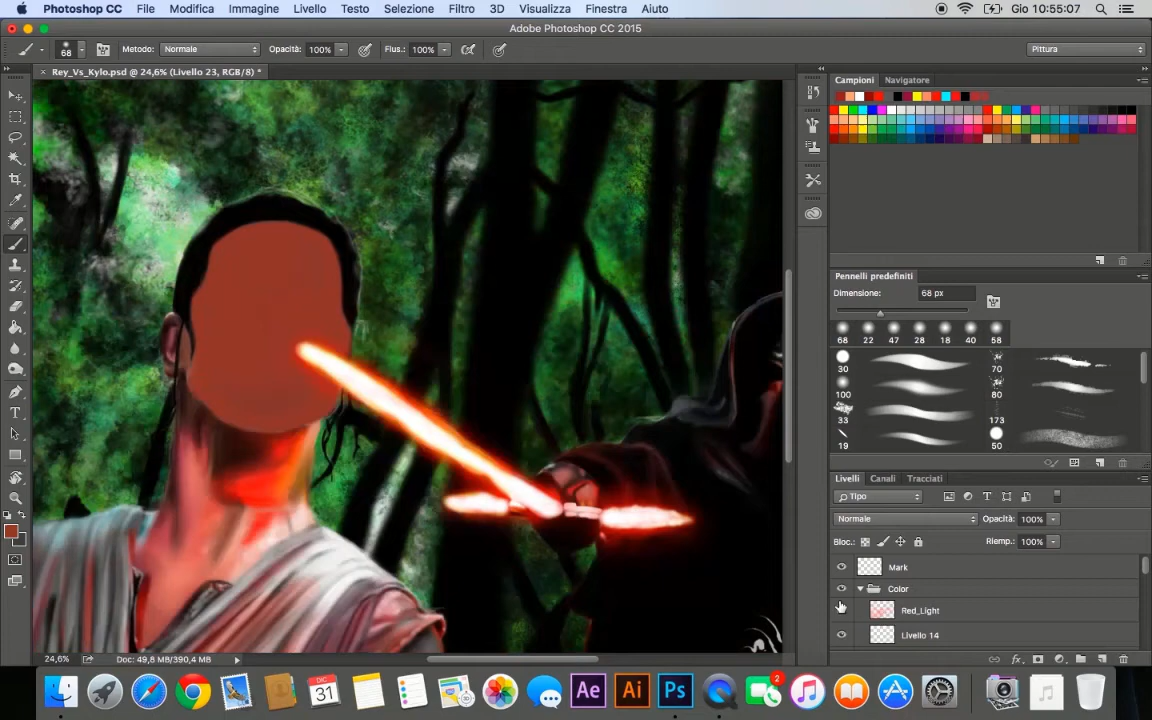 Photoshop CC File Modifica Immagine Livello Testo Selezione Filtro 3D Visualizza Finestra Aiuto Gio 10:55:07
Adobe Photoshop CC 2015
68 Metodo: Normale Opacità: 100% Flus.: 100% Pittura
× Rey_Vs_Kylo.psd @ 24,6% (Livello 23, RGB/8) *
Campioni Navigatore
Pennelli predefiniti
Dimensione: 68 px
68 22 47 28 18 40 58
30 70
100 80
33 173
19 50
Livelli Canali Tracciati
Tipo
Normale Opacità: 100%
Bloc.: Riemp.: 100%
Mark
Color
Red_Light
Livello 14
24,6% Doc: 49,8 MB/390,4 MB
DIC 31 Ae Ai Ps 2